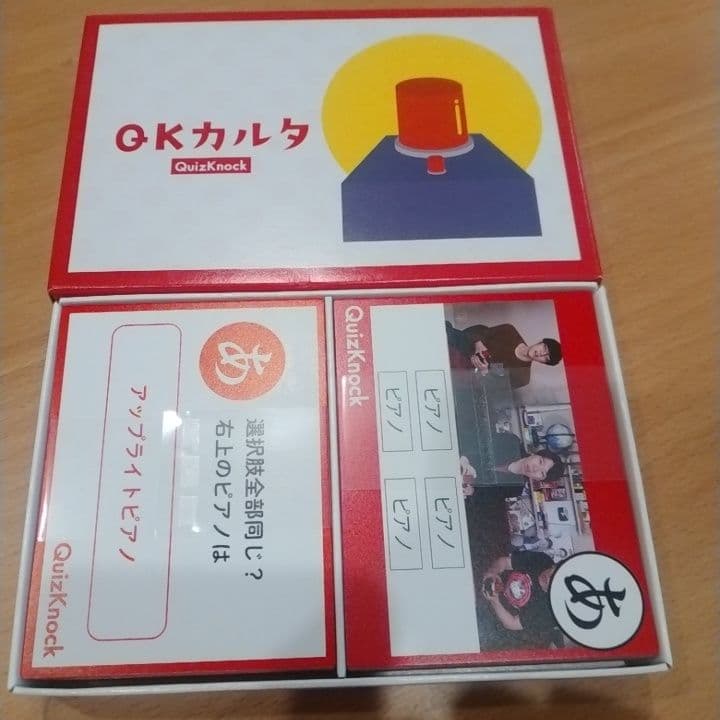 QKカルタ
QuizKnock
あ
選択肢全部同じ？
右上のピアノは
アップライトピアノ
QuizKnock
QuizKnock
ピアノ
ピアノ
ピアノ
ピアノ
あ